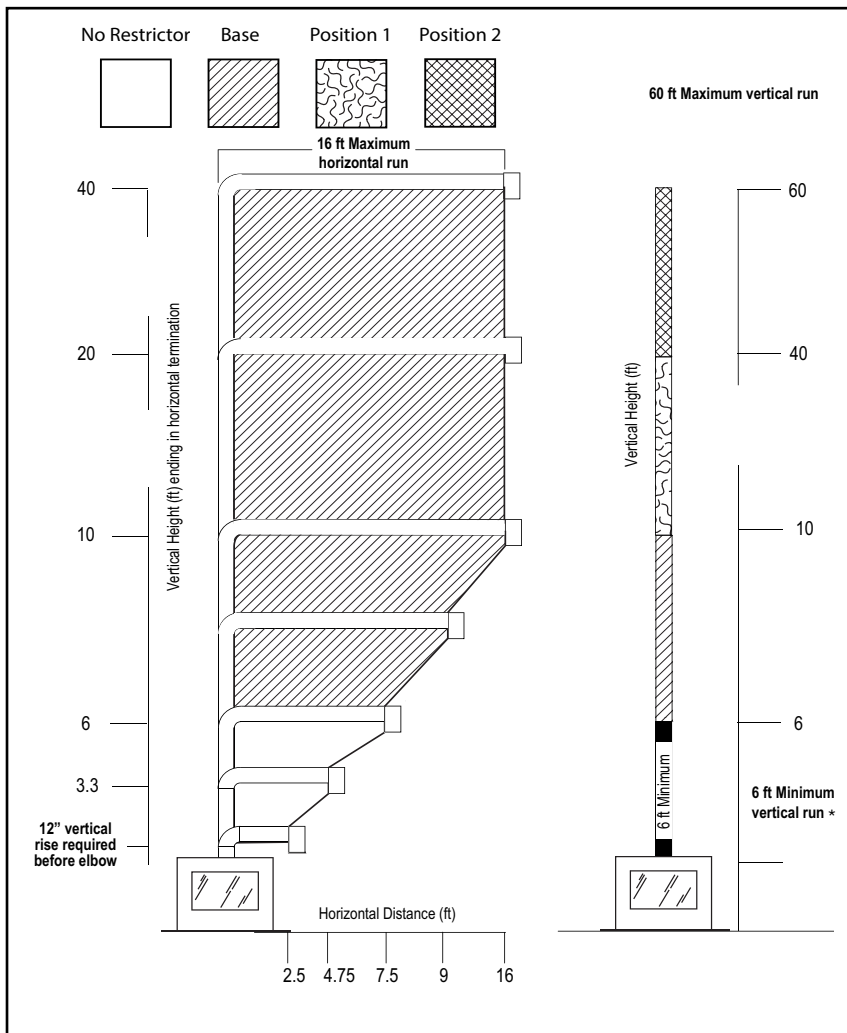 No Restrictor
Base
Position 1
Position 2
60 ft Maximum vertical run
16 ft Maximum
horizontal run
40
20
10
6
3.3
12” vertical
rise required
before elbow
Vertical Height (ft) ending in horizontal termination
Horizontal Distance (ft)
2.5
4.75
7.5
9
16
Vertical Height (ft)
60
40
10
6
6 ft Minimum
6 ft Minimum
vertical run *